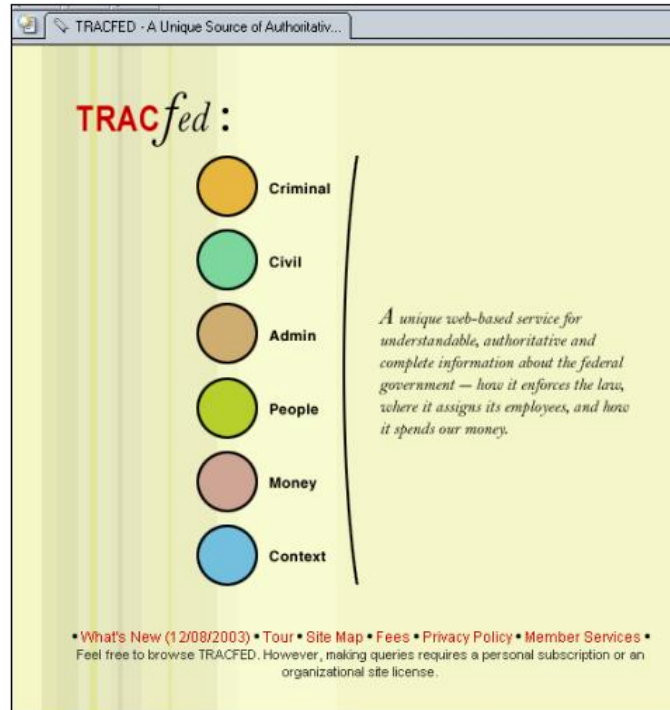 TRACFED - A Unique Source of Authoritativ...
TRACfed :
Criminal
Civil
Admin
People
Money
Context
A unique web-based service for
understandable, authoritative and
complete information about the federal
government — how it enforces the law,
where it assigns its employees, and how
it spends our money.
• What's New (12/08/2003) • Tour • Site Map • Fees • Privacy Policy • Member Services •
Feel free to browse TRACFED. However, making queries requires a personal subscription or an
organizational site license.